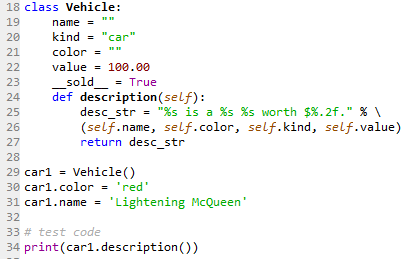 18 class Vehicle:
19     name = ""
20     kind = "car"
21     color = ""
22     value = 100.00
23     __sold__ = True
24     def description(self):
25         desc_str = "%s is a %s %s worth $%.2f." % \
26         (self.name, self.color, self.kind, self.value)
27         return desc_str
28
29 car1 = Vehicle()
30 car1.color = 'red'
31 car1.name = 'Lightening McQueen'
32
33 # test code
34 print(car1.description())